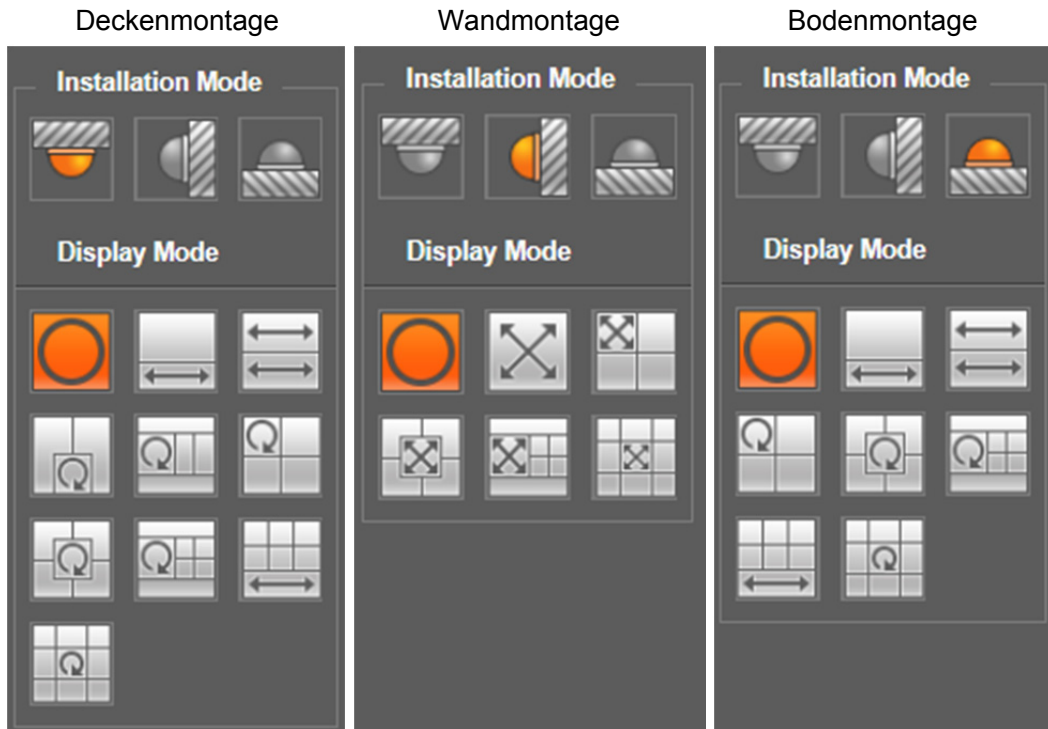 Deckenmontage
Wandmontage
Bodenmontage
Installation Mode
Display Mode
Installation Mode
Display Mode
Installation Mode
Display Mode